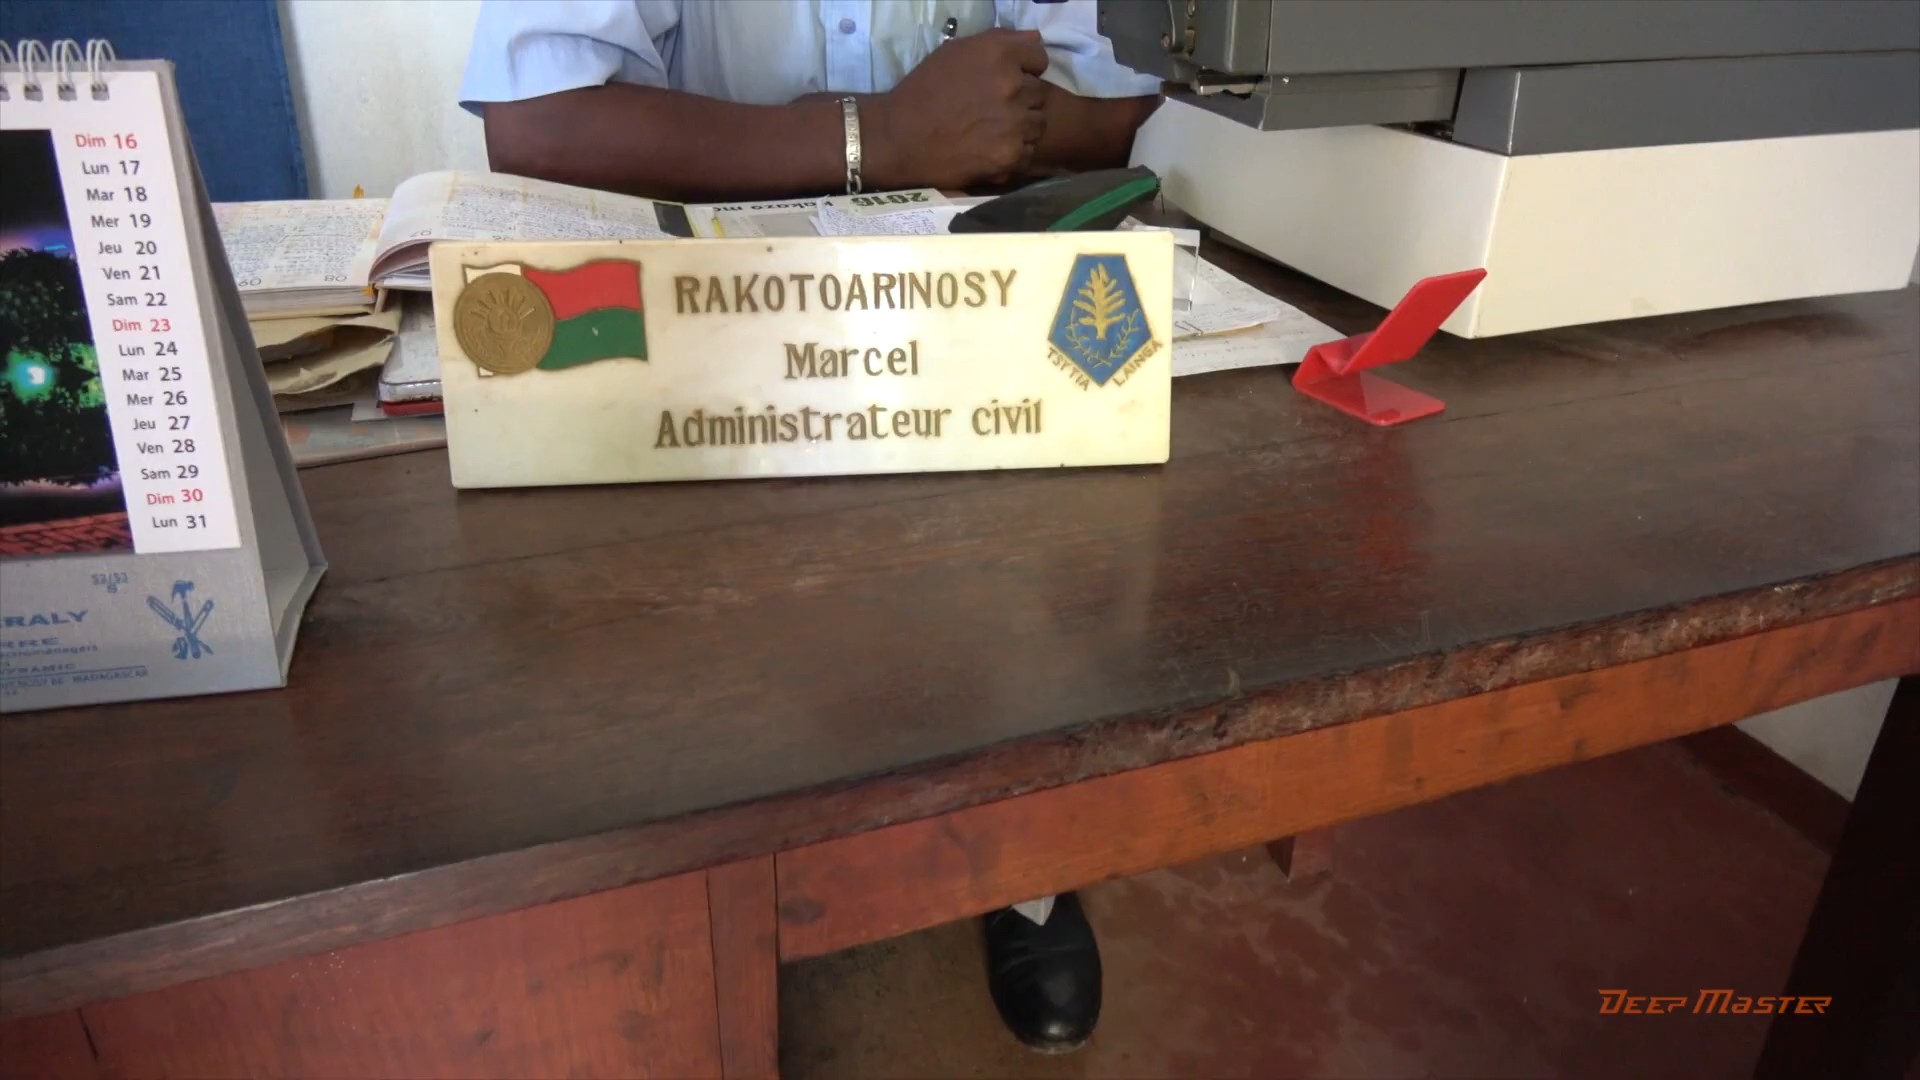 Dim 16
Lun 17
Mar 18
Mer 19
Jeu 20
Ven 21
Sam 22
Dim 23
Lun 24
Mar 25
Mer 26
Jeu 27
Ven 28
Sam 29
Dim 30
Lun 31
RALY
MADAGASCAR
2016
RAKOTOARINOSY
Marcel
Administrateur civil
TSY TIA LAINGA
DEEP MASTER